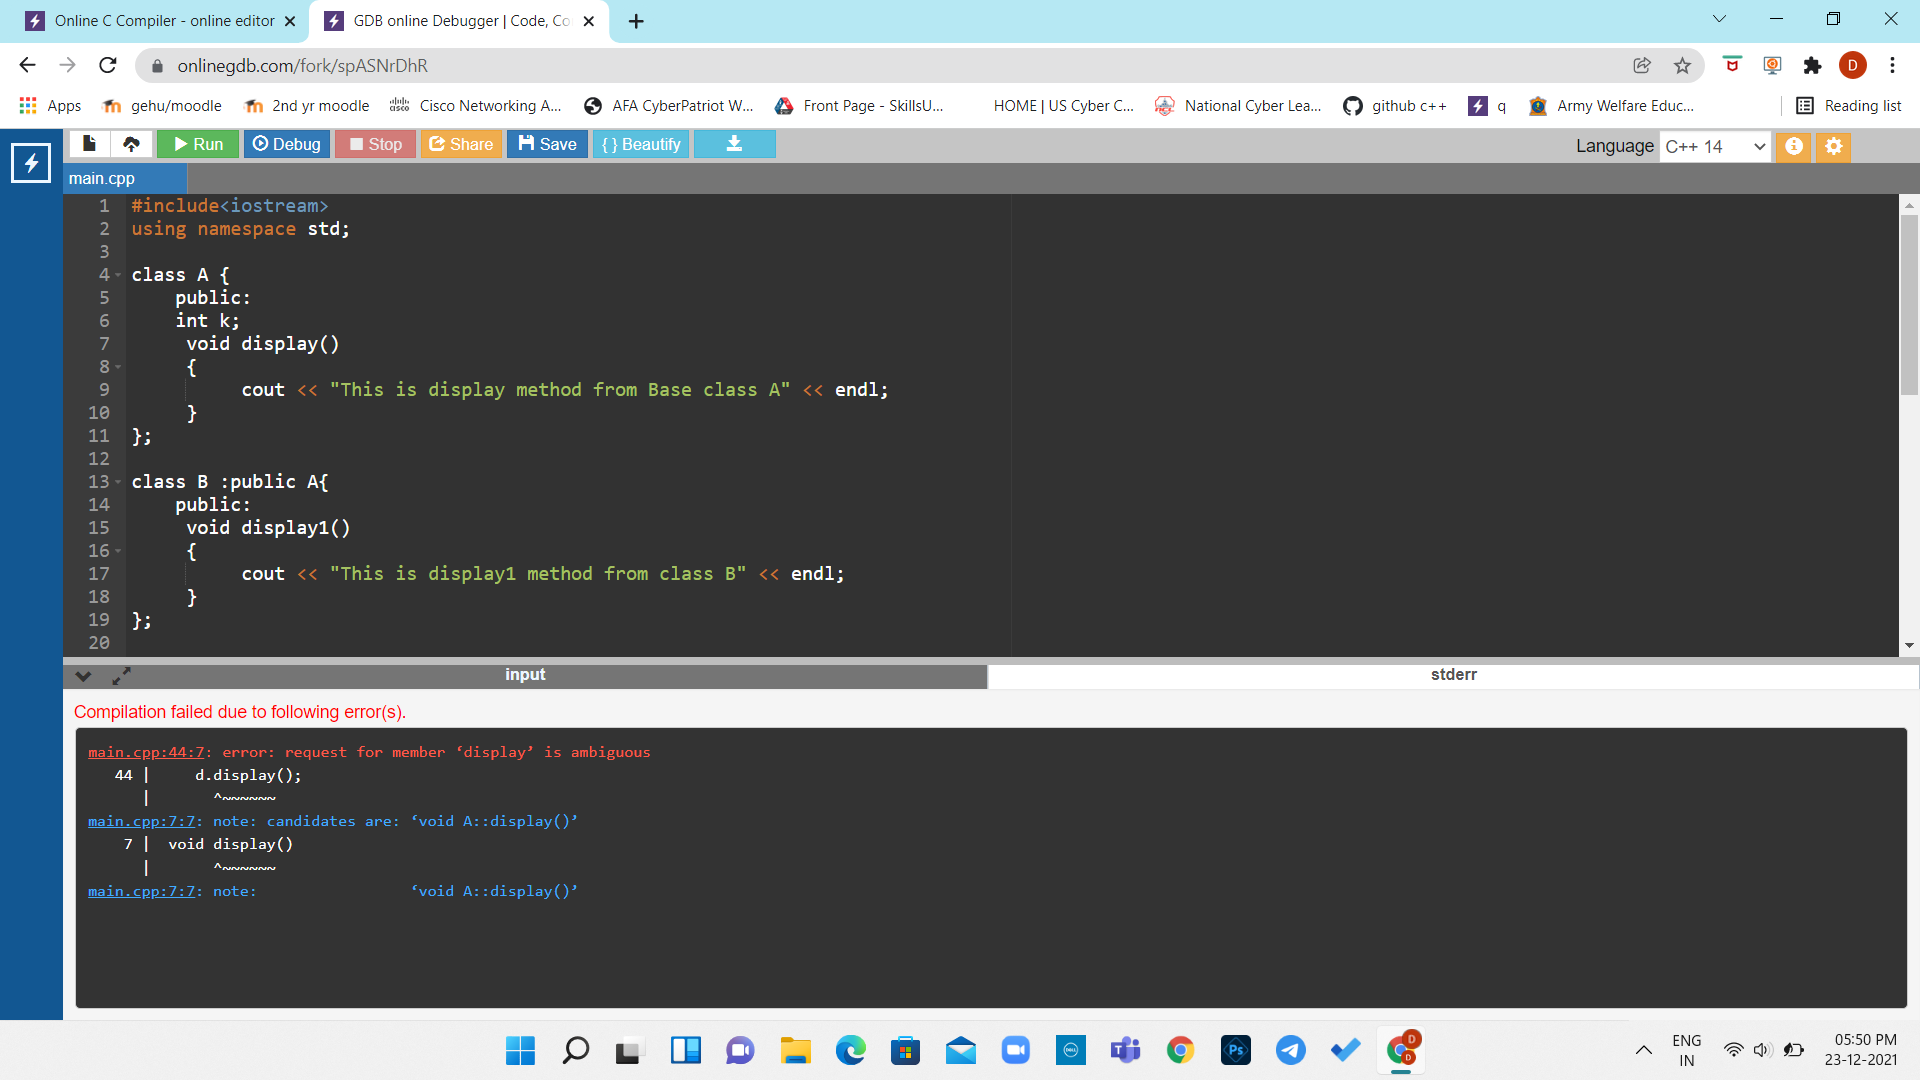 Online C Compiler - online editor
GDB online Debugger | Code, Co
onlinegdb.com/fork/spASNrDhR
D
Apps
gehu/moodle
2nd yr moodle
Cisco Networking A...
AFA CyberPatriot W...
Front Page - SkillsU...
HOME | US Cyber C...
National Cyber Lea...
github c++
q
Army Welfare Educ...
Reading list
Run
Debug
Stop
Share
Save
{ } Beautify
Language
C++ 14
main.cpp
1 #include<iostream>
2 using namespace std;
3
4 class A {
5 public:
6 int k;
7 void display()
8 {
9 cout << "This is display method from Base class A" << endl;
10 }
11 };
12
13 class B :public A{
14 public:
15 void display1()
16 {
17 cout << "This is display1 method from class B" << endl;
18 }
19 };
20
input
stderr
Compilation failed due to following error(s).
main.cpp:44:7: error: request for member ‘display’ is ambiguous
44 | d.display();
| ^~~~~~~
main.cpp:7:7: note: candidates are: ‘void A::display()’
7 | void display()
| ^~~~~~~
main.cpp:7:7: note: ‘void A::display()’
DELL
Ps
D
D
ENG
IN
05:50 PM
23-12-2021